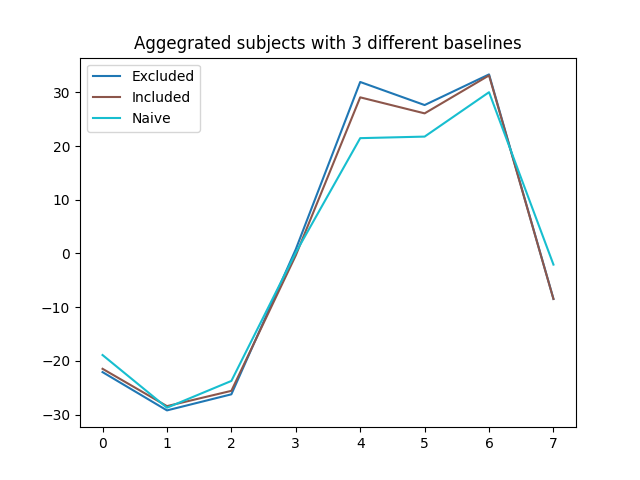 Aggegrated subjects with 3 different baselines
Excluded
Included
Naive
30
20
10
0
−10
−20
−30
0 1 2 3 4 5 6 7